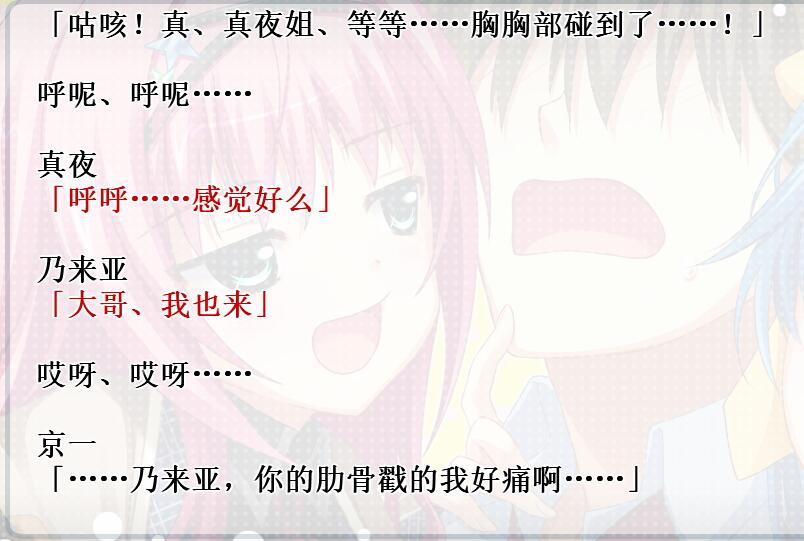 「咕咳！真、真夜姐、等等……胸胸部碰到了……！」
呼呢、呼呢……
真夜
「呼呼……感觉好么」
乃来亚
「大哥、我也来」
哎呀、哎呀……
京一
「……乃来亚，你的肋骨戳的我好痛啊……」